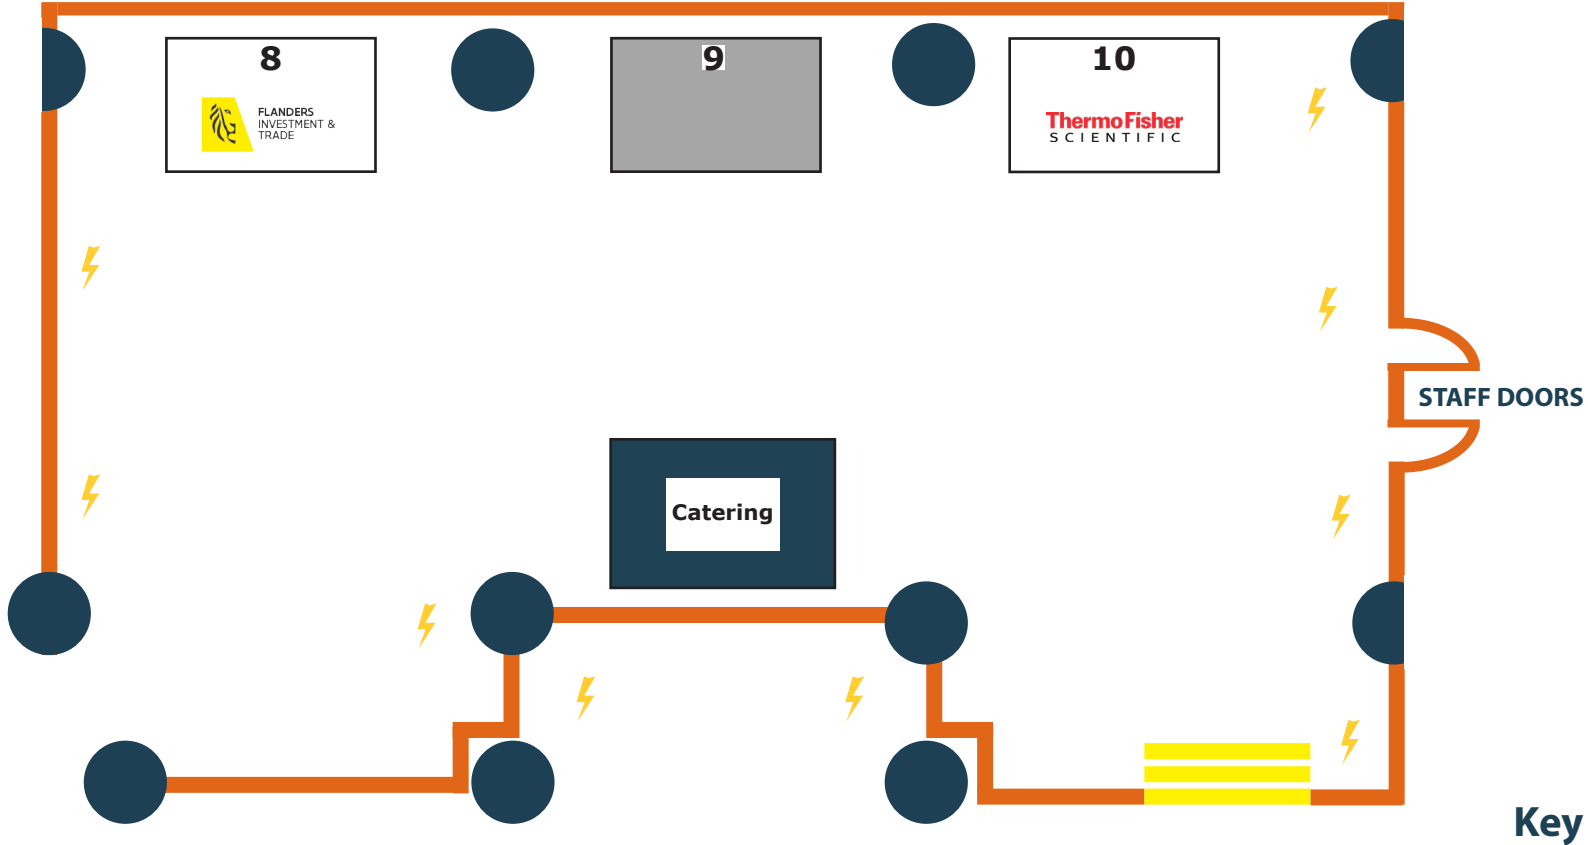 8
9
10
FLANDERS
INVESTMENT &
TRADE
ThermoFisher
SCIENTIFIC
STAFF DOORS
Catering
Key